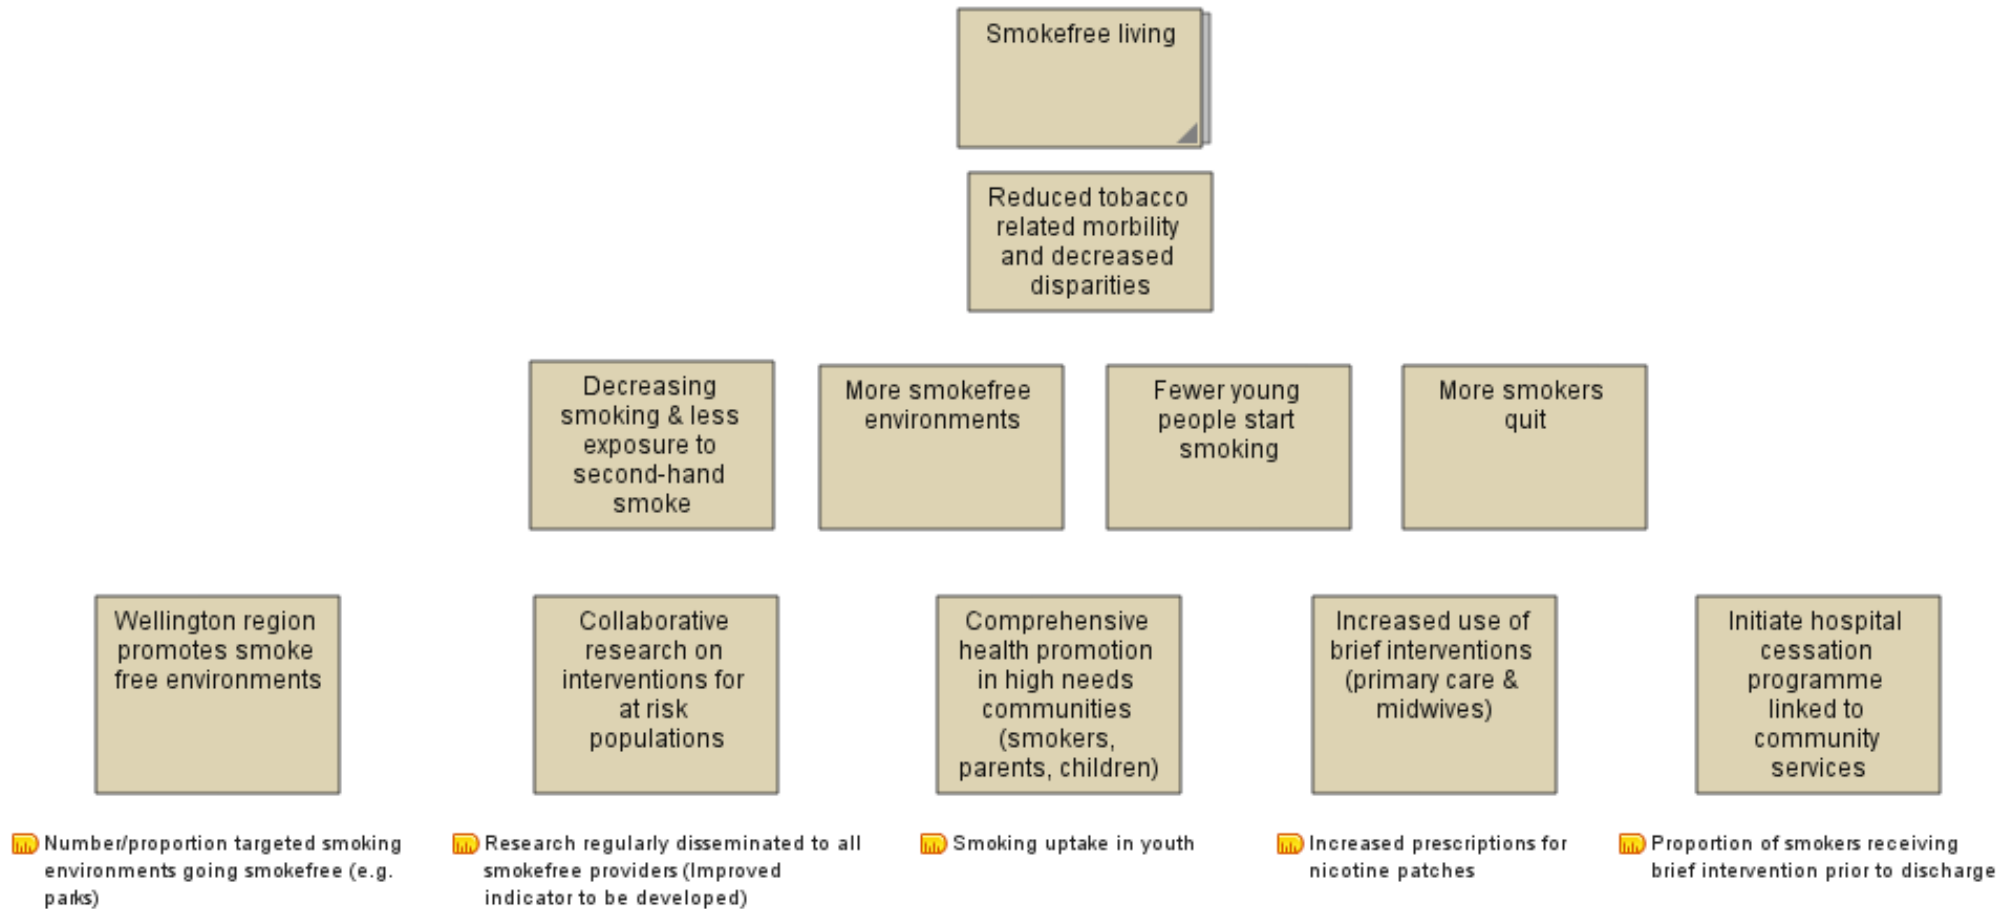 Smokefree living
Reduced tobacco
related morbility
and decreased
disparities
Decreasing
smoking & less
exposure to
second-hand
smoke
More smokefree
environments
Fewer young
people start
smoking
More smokers
quit
Wellington region
promotes smoke
free environments
Collaborative
research on
interventions for
at risk
populations
Comprehensive
health promotion
in high needs
communities
(smokers,
parents, children)
Increased use of
brief interventions
(primary care &
midwives)
Initiate hospital
cessation
programme
linked to
community
services
Number/proportion targeted smoking
environments going smokefree (e.g.
parks)
Research regularly disseminated to all
smokefree providers (Improved
indicator to be developed)
Smoking uptake in youth
Increased prescriptions for
nicotine patches
Proportion of smokers receiving
brief intervention prior to discharge